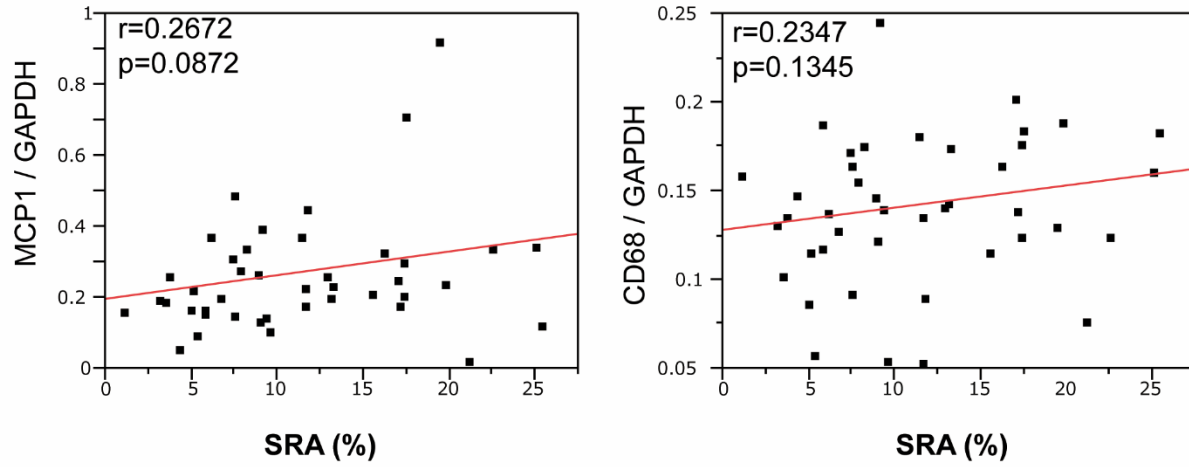 r=0.2672
p=0.0872
MCP1 / GAPDH
1
0.8
0.6
0.4
0.2
0
0 5 10 15 20 25
SRA (%)
r=0.2347
p=0.1345
CD68 / GAPDH
0.25
0.2
0.15
0.1
0.05
0 5 10 15 20 25
SRA (%)